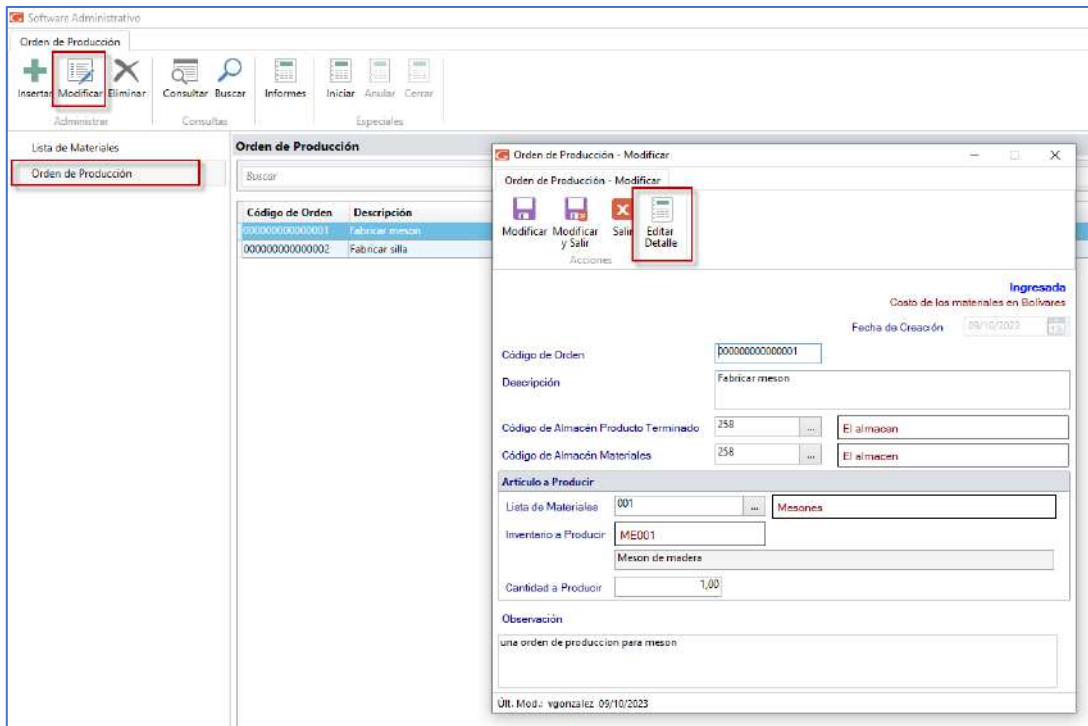 Software Administrativo
Orden de Producción
Insertar Modificar Eliminar Consultar Buscar Informes Iniciar Anular Cerrar
Administrar Consultas Especiales
Lista de Materiales
Orden de Producción
Orden de Producción
Buscar
Código de Orden Descripción
000000000000001 Fabricar meson
000000000000002 Fabricar silla
Orden de Producción - Modificar
Orden de Producción - Modificar
Modificar Modificar y Salir Salir Editar Detalle
Acciones
Ingresada
Costo de los materiales en Bolívares
Fecha de Creación 09/10/2023
Código de Orden 000000000000001
Descripción Fabricar meson
Código de Almacén Producto Terminado 258 ... El almacen
Código de Almacén Materiales 258 ... El almacen
Artículo a Producir
Lista de Materiales 001 ... Mesones
Inventario a Producir ME001
Meson de madera
Cantidad a Producir 1,00
Observación
una orden de produccion para meson
Últ. Mod.: vgonzalez 09/10/2023